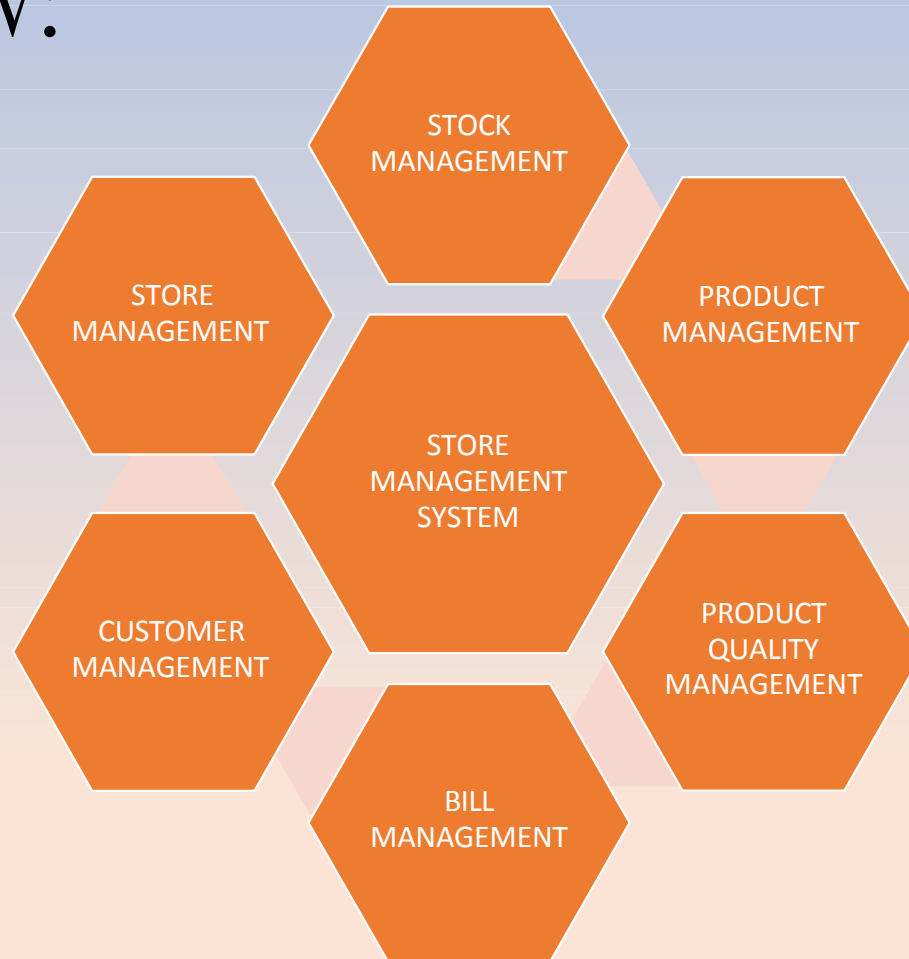 STOCK
MANAGEMENT
STORE
MANAGEMENT
PRODUCT
MANAGEMENT
STORE
MANAGEMENT
SYSTEM
CUSTOMER
MANAGEMENT
PRODUCT
QUALITY
MANAGEMENT
BILL
MANAGEMENT